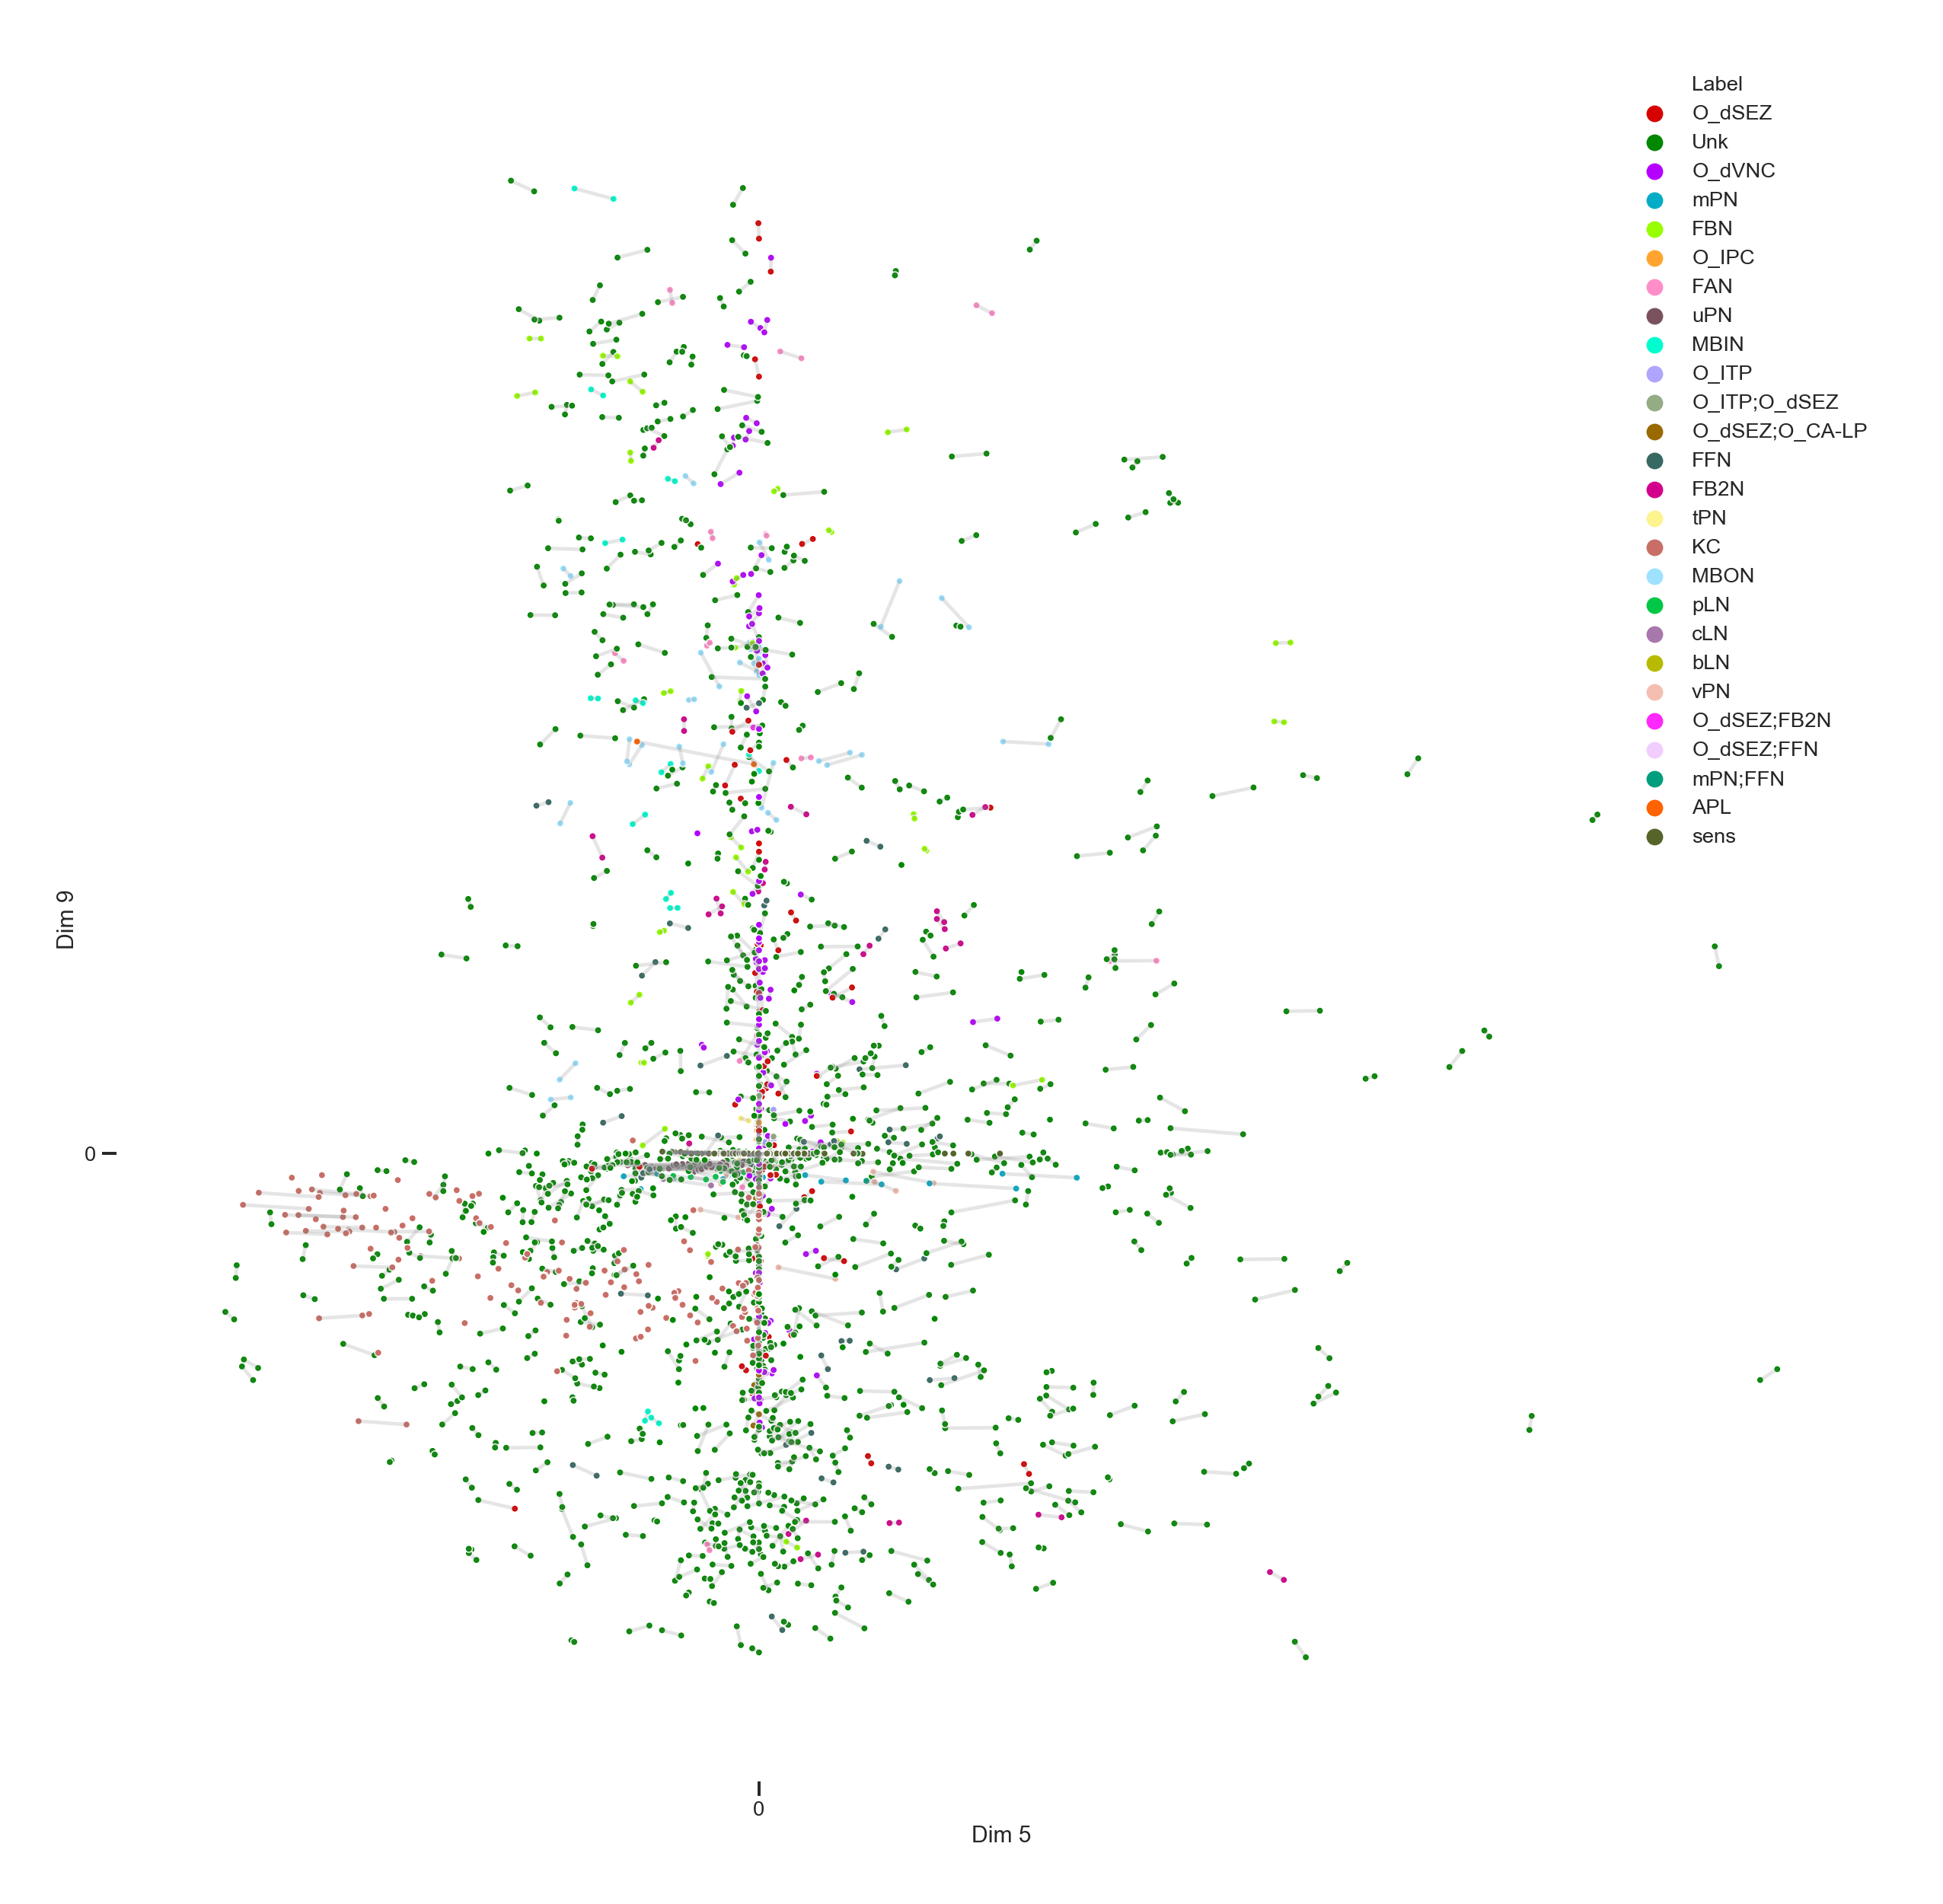 Label
O_dSEZ
Unk
O_dVNC
mPN
FBN
O_IPC
FAN
uPN
MBIN
O_ITP
O_ITP;O_dSEZ
O_dSEZ;O_CA-LP
FFN
FB2N
tPN
KC
MBON
pLN
cLN
bLN
vPN
O_dSEZ;FB2N
O_dSEZ;FFN
mPN;FFN
APL
sens
Dim 9
0
0
Dim 5